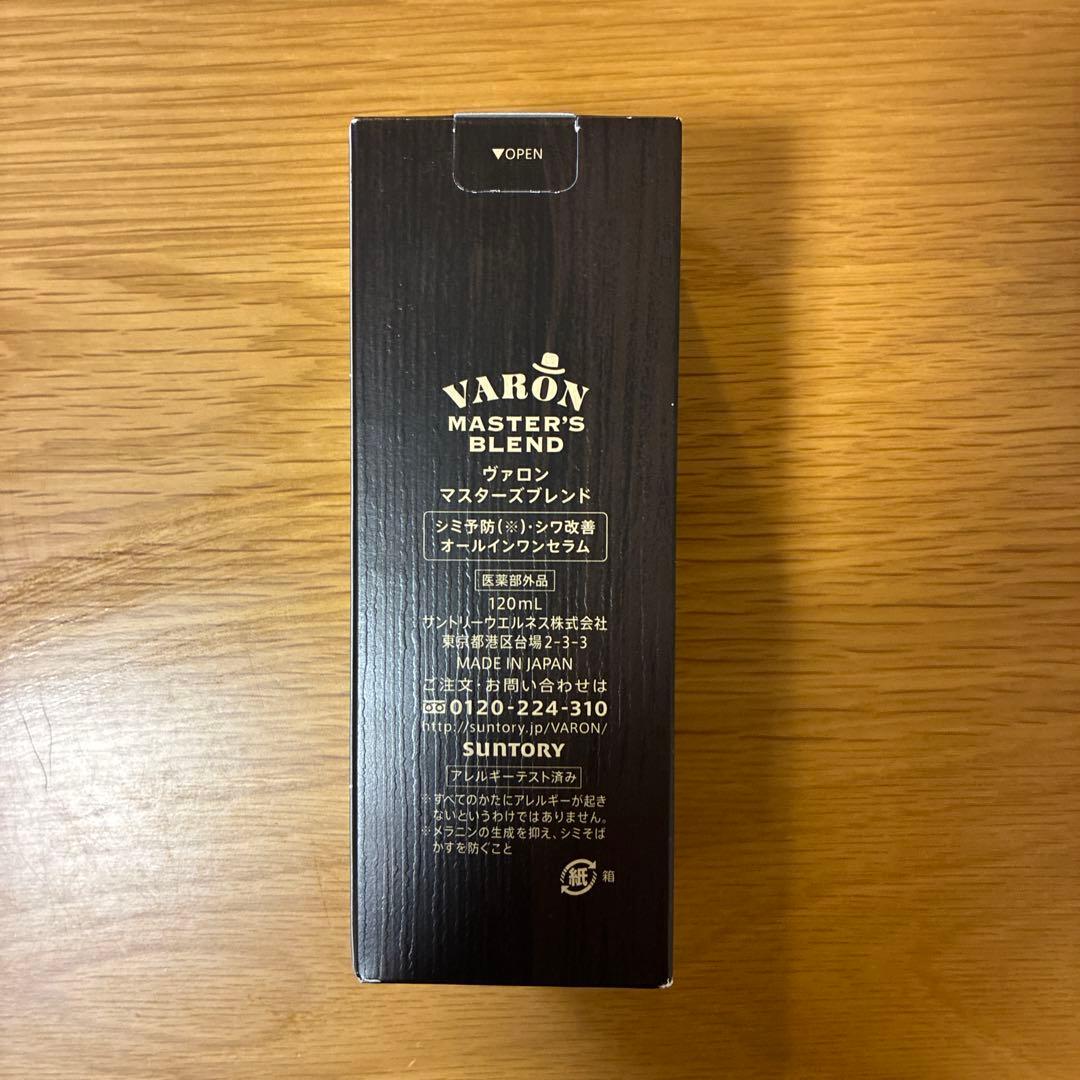 ▼OPEN
VARON
MASTER'S
BLEND
ヴァロン
マスターズブレンド
シミ予防(※)・シワ改善
オールインワンセラム
医薬部外品
120mL
サントリーウエルネス株式会社
東京都港区台場2-3-3
MADE IN JAPAN
ご注文・お問い合わせは
0120-224-310
http://suntory.jp/VARON/
SUNTORY
アレルギーテスト済み
※すべてのかたにアレルギーが起き
ないというわけではありません。
※メラニンの生成を抑え、シミそば
かすを防ぐこと
紙 箱